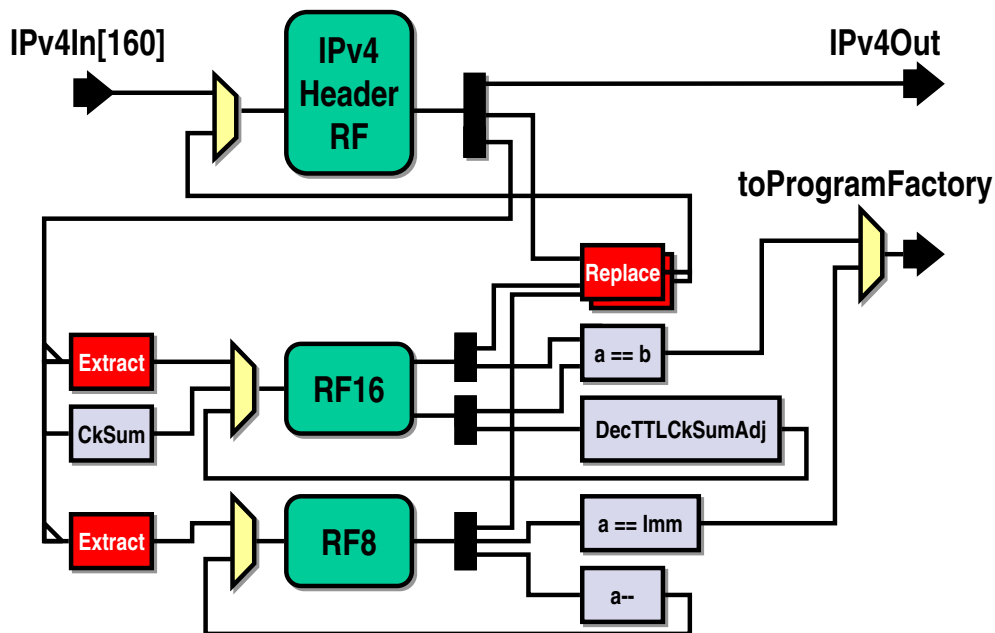 IPv4In[160]
IPv4
Header
RF
IPv4Out
toProgramFactory
Replace
Extract
RF16
a == b
CkSum
DecTTLCkSumAdj
Extract
RF8
a == Imm
a--